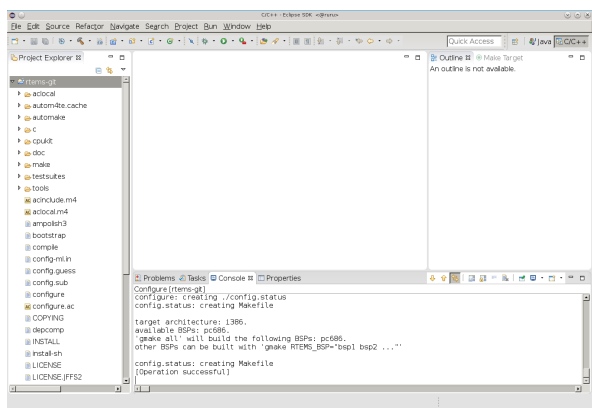 C/C++ - Eclipse SDK <@runx>
File Edit Source Refactor Navigate Search Project Run Window Help
Quick Access
Java
C/C++
Project Explorer
rtems-git
aclocal
autom4te.cache
automake
c
cpukit
doc
make
testsuites
tools
acinclude.m4
aclocal.m4
ampolish3
bootstrap
compile
config-ml.in
config.guess
config.sub
configure
configure.ac
COPYING
depcomp
INSTALL
install-sh
LICENSE
LICENSE.JFFS2
Outline Make Target
An outline is not available.
Problems Tasks Console Properties
Configure [rtems-git]
configure: creating ./config.status
config.status: creating Makefile
target architecture: i386.
available BSPs: pc686.
'gmake all' will build the following BSPs: pc686.
other BSPs can be built with 'gmake RTEMS_BSP="bsp1 bsp2 ..."'
config.status: creating Makefile
[Operation successful]